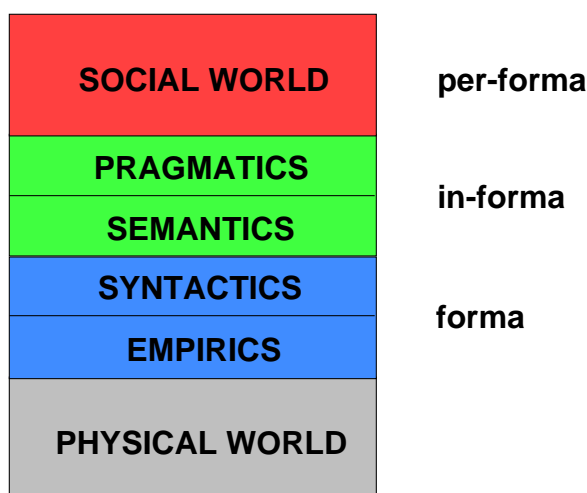 SOCIAL WORLD per-forma
PRAGMATICS
in-forma
SEMANTICS
SYNTACTICS
forma
EMPIRICS
PHYSICAL WORLD